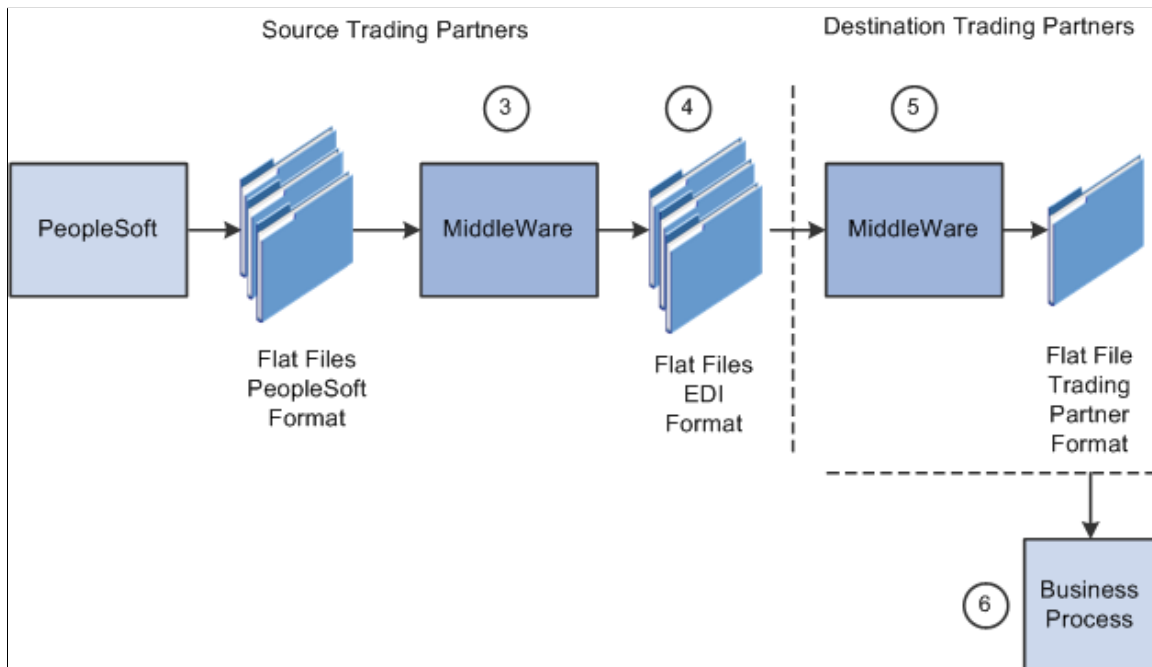 Source Trading Partners
Destination Trading Partners
3
4
5
PeopleSoft
MiddleWare
MiddleWare
Flat Files
PeopleSoft
Format
Flat Files
EDI
Format
Flat File
Trading
Partner
Format
6
Business
Process